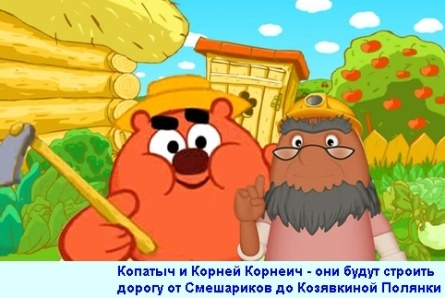 Копатыч и Корней Корнеич - они будут строить
дорогу от Смешариков до Козявкиной Полянки